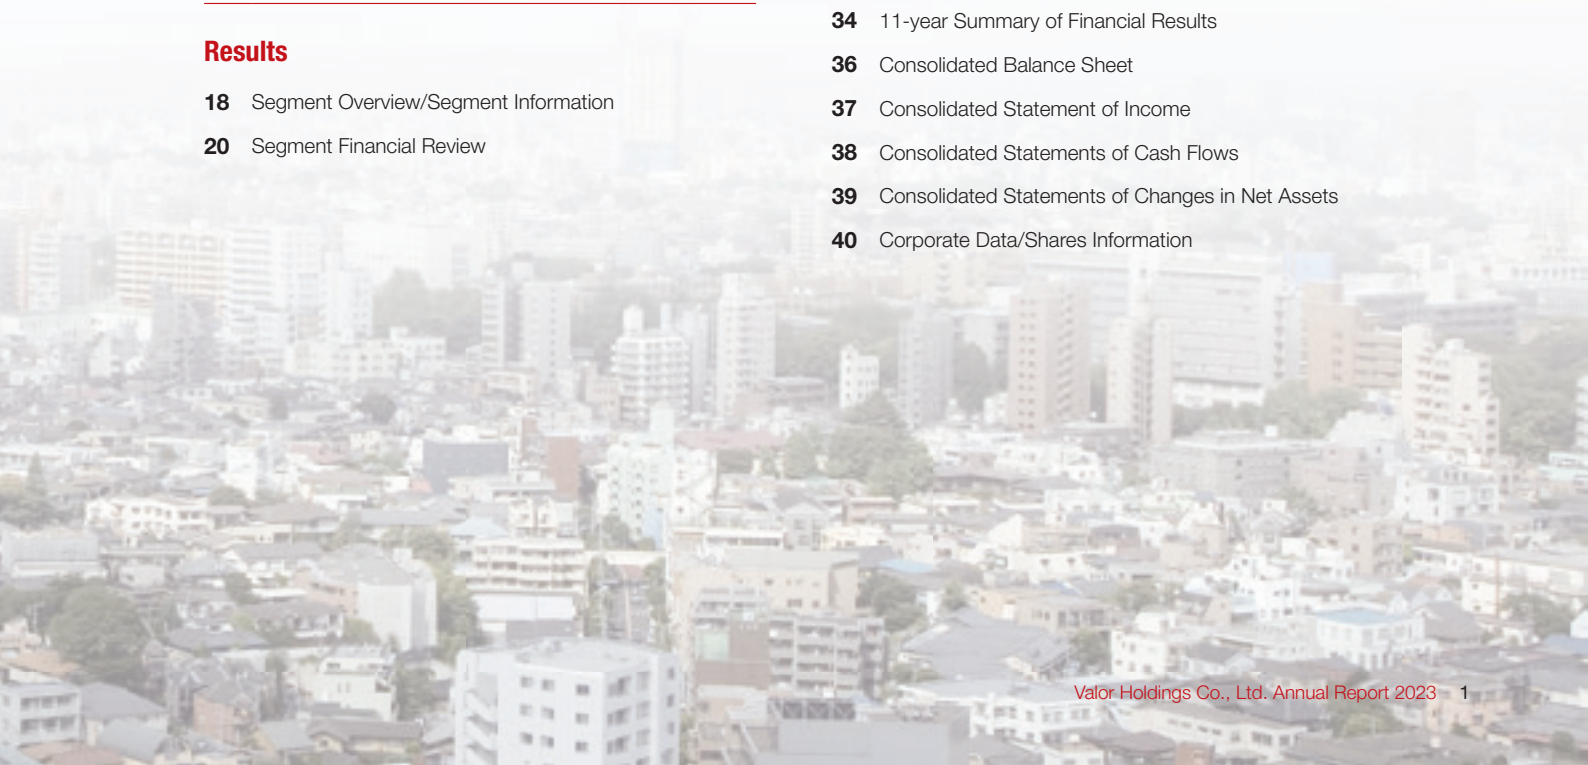 Results
18 Segment Overview/Segment Information
20 Segment Financial Review
34 11-year Summary of Financial Results
36 Consolidated Balance Sheet
37 Consolidated Statement of Income
38 Consolidated Statements of Cash Flows
39 Consolidated Statements of Changes in Net Assets
40 Corporate Data/Shares Information
Valor Holdings Co., Ltd. Annual Report 2023 1